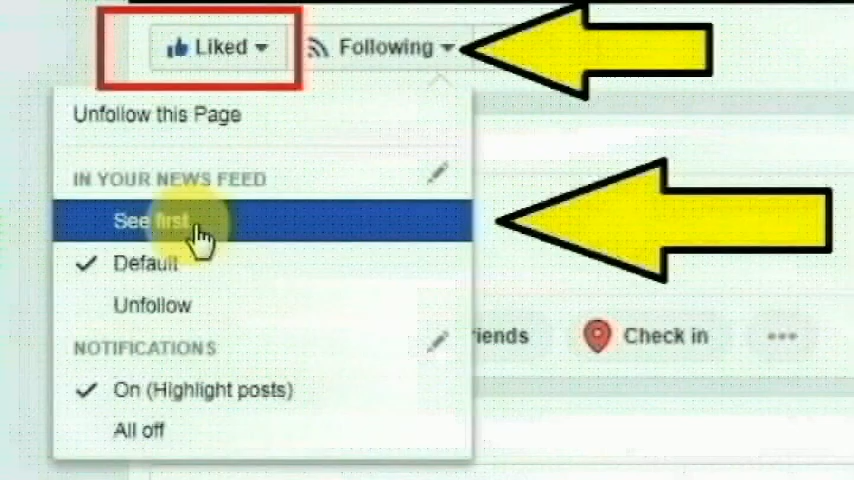 Liked Following
Unfollow this Page
IN YOUR NEWS FEED
See first
Default
Unfollow
riends Check in
NOTIFICATIONS
On (Highlight posts)
All off